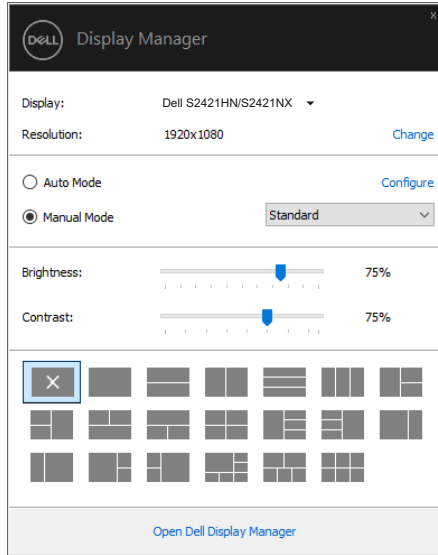 x
DELL Display Manager
Display: Dell S2421HN/S2421NX
Resolution: 1920x1080 Change
Auto Mode Configure
Manual Mode Standard
Brightness: 75%
Contrast: 75%
Open Dell Display Manager